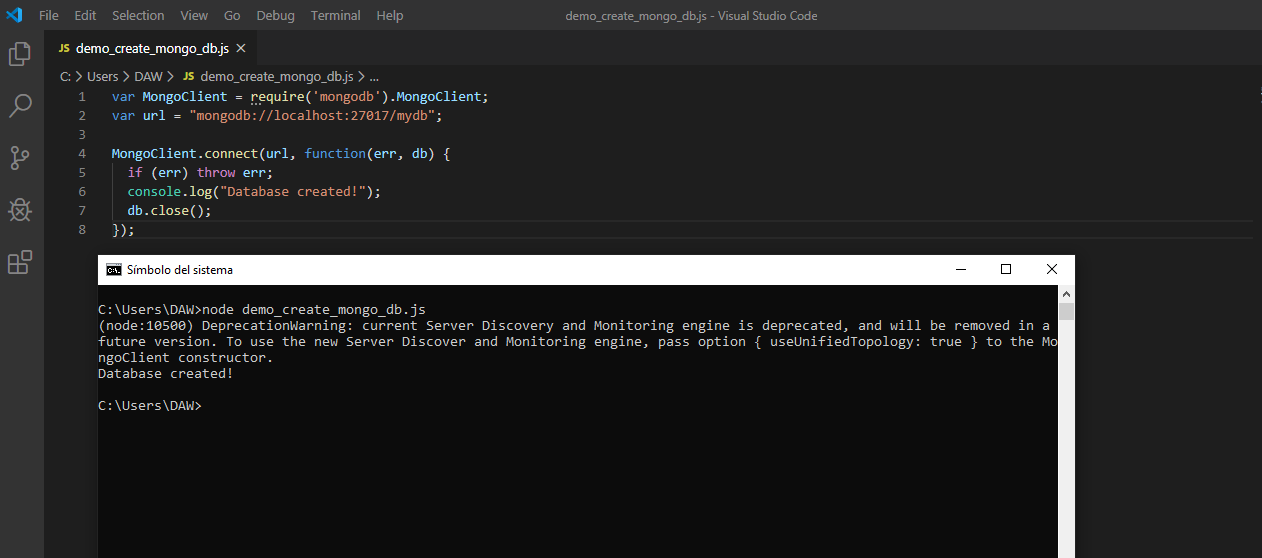 File Edit Selection View Go Debug Terminal Help demo_create_mongo_db.js - Visual Studio Code
JS demo_create_mongo_db.js ×
C: > Users > DAW > JS demo_create_mongo_db.js > ...
1 var MongoClient = require('mongodb').MongoClient;
2 var url = "mongodb://localhost:27017/mydb";
3
4 MongoClient.connect(url, function(err, db) {
5 if (err) throw err;
6 console.log("Database created!");
7 db.close();
8 });
C:\. Símbolo del sistema
C:\Users\DAW>node demo_create_mongo_db.js
(node:10500) DeprecationWarning: current Server Discovery and Monitoring engine is deprecated, and will be removed in a
future version. To use the new Server Discover and Monitoring engine, pass option { useUnifiedTopology: true } to the Mo
ngoClient constructor.
Database created!
C:\Users\DAW>